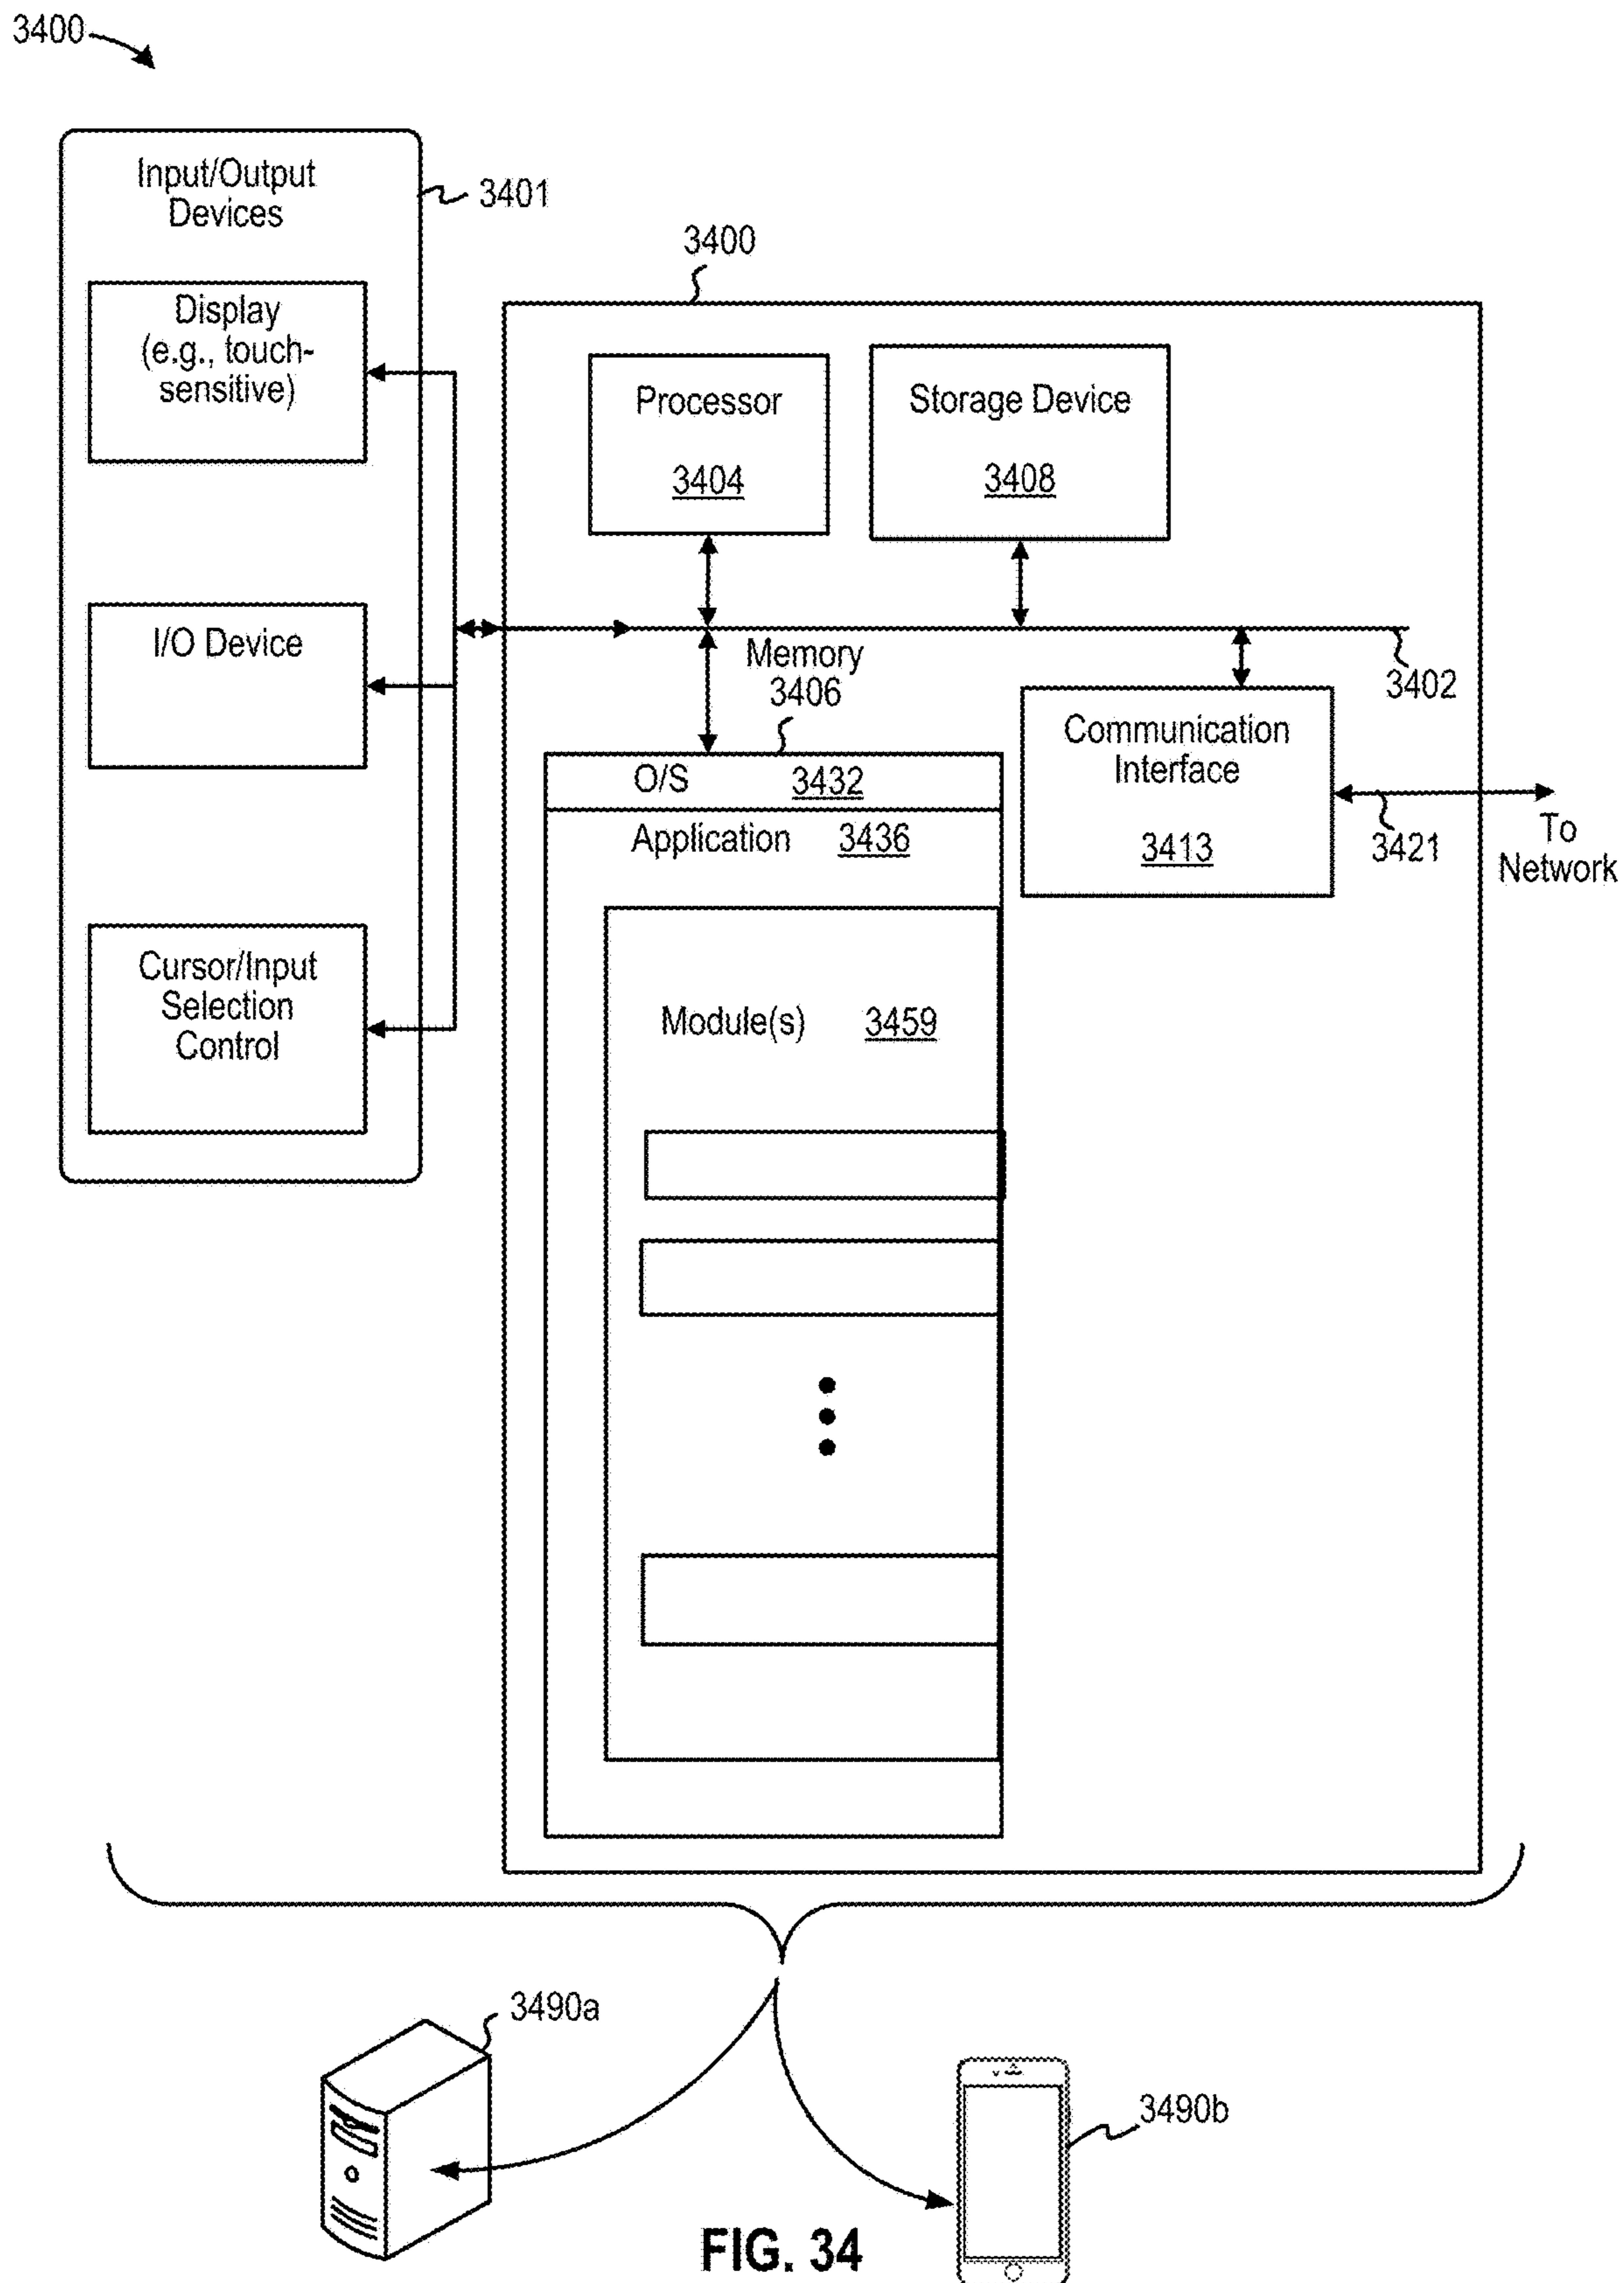 3400
Input/Output
Devices
3401
Display
(e.g., touch-
sensitive)
I/O Device
Cursor/Input
Selection
Control
3400
Processor
3404
Storage Device
3408
Memory
3406
3402
O/S 3432
Application 3436
Module(s) 3459
Communication
Interface
3413
3421
To
Network
3490a
3490b
FIG. 34